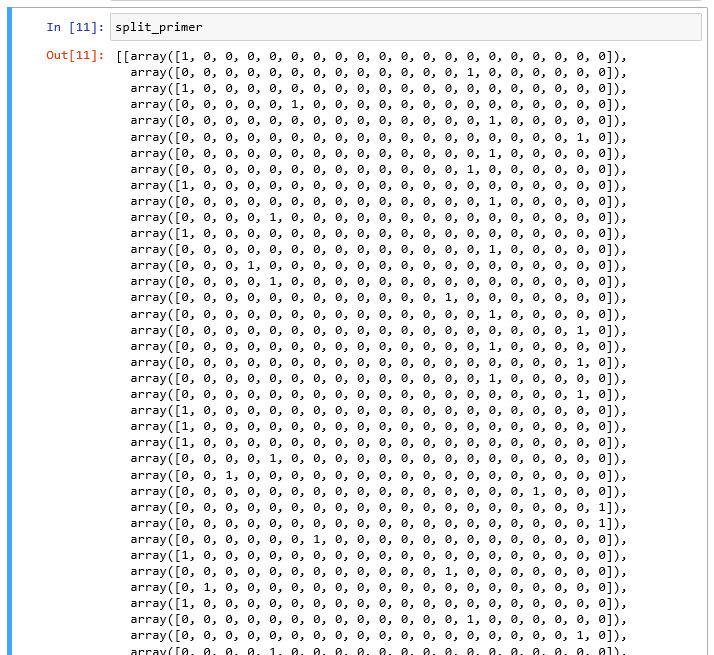 In [11]: split_primer
Out[11]: [[array([1, 0, 0, 0, 0, 0, 0, 0, 0, 0, 0, 0, 0, 0, 0, 0, 0, 0, 0, 0]),
array([0, 0, 0, 0, 0, 0, 0, 0, 0, 0, 0, 0, 0, 1, 0, 0, 0, 0, 0, 0]),
array([1, 0, 0, 0, 0, 0, 0, 0, 0, 0, 0, 0, 0, 0, 0, 0, 0, 0, 0, 0]),
array([0, 0, 0, 0, 0, 1, 0, 0, 0, 0, 0, 0, 0, 0, 0, 0, 0, 0, 0, 0]),
array([0, 0, 0, 0, 0, 0, 0, 0, 0, 0, 0, 0, 0, 0, 1, 0, 0, 0, 0, 0]),
array([0, 0, 0, 0, 0, 0, 0, 0, 0, 0, 0, 0, 0, 0, 0, 0, 0, 0, 1, 0]),
array([0, 0, 0, 0, 0, 0, 0, 0, 0, 0, 0, 0, 0, 0, 1, 0, 0, 0, 0, 0]),
array([0, 0, 0, 0, 0, 0, 0, 0, 0, 0, 0, 0, 0, 1, 0, 0, 0, 0, 0, 0]),
array([1, 0, 0, 0, 0, 0, 0, 0, 0, 0, 0, 0, 0, 0, 0, 0, 0, 0, 0, 0]),
array([0, 0, 0, 0, 0, 0, 0, 0, 0, 0, 0, 0, 0, 0, 1, 0, 0, 0, 0, 0]),
array([0, 0, 0, 0, 1, 0, 0, 0, 0, 0, 0, 0, 0, 0, 0, 0, 0, 0, 0, 0]),
array([1, 0, 0, 0, 0, 0, 0, 0, 0, 0, 0, 0, 0, 0, 0, 0, 0, 0, 0, 0]),
array([0, 0, 0, 0, 0, 0, 0, 0, 0, 0, 0, 0, 0, 0, 1, 0, 0, 0, 0, 0]),
array([0, 0, 0, 1, 0, 0, 0, 0, 0, 0, 0, 0, 0, 0, 0, 0, 0, 0, 0, 0]),
array([0, 0, 0, 0, 1, 0, 0, 0, 0, 0, 0, 0, 0, 0, 0, 0, 0, 0, 0, 0]),
array([0, 0, 0, 0, 0, 0, 0, 0, 0, 0, 0, 0, 1, 0, 0, 0, 0, 0, 0, 0]),
array([0, 0, 0, 0, 0, 0, 0, 0, 0, 0, 0, 0, 0, 0, 1, 0, 0, 0, 0, 0]),
array([0, 0, 0, 0, 0, 0, 0, 0, 0, 0, 0, 0, 0, 0, 0, 0, 0, 0, 1, 0]),
array([0, 0, 0, 0, 0, 0, 0, 0, 0, 0, 0, 0, 0, 0, 1, 0, 0, 0, 0, 0]),
array([0, 0, 0, 0, 0, 0, 0, 0, 0, 0, 0, 0, 0, 0, 0, 0, 0, 0, 1, 0]),
array([0, 0, 0, 0, 0, 0, 0, 0, 0, 0, 0, 0, 0, 0, 1, 0, 0, 0, 0, 0]),
array([0, 0, 0, 0, 0, 0, 0, 0, 0, 0, 0, 0, 0, 0, 0, 0, 0, 0, 1, 0]),
array([1, 0, 0, 0, 0, 0, 0, 0, 0, 0, 0, 0, 0, 0, 0, 0, 0, 0, 0, 0]),
array([1, 0, 0, 0, 0, 0, 0, 0, 0, 0, 0, 0, 0, 0, 0, 0, 0, 0, 0, 0]),
array([1, 0, 0, 0, 0, 0, 0, 0, 0, 0, 0, 0, 0, 0, 0, 0, 0, 0, 0, 0]),
array([0, 0, 0, 0, 1, 0, 0, 0, 0, 0, 0, 0, 0, 0, 0, 0, 0, 0, 0, 0]),
array([0, 0, 1, 0, 0, 0, 0, 0, 0, 0, 0, 0, 0, 0, 0, 0, 0, 0, 0, 0]),
array([0, 0, 0, 0, 0, 0, 0, 0, 0, 0, 0, 0, 0, 0, 0, 0, 1, 0, 0, 0]),
array([0, 0, 0, 0, 0, 0, 0, 0, 0, 0, 0, 0, 0, 0, 0, 0, 0, 0, 0, 1]),
array([0, 0, 0, 0, 0, 0, 0, 0, 0, 0, 0, 0, 0, 0, 0, 0, 0, 0, 0, 1]),
array([0, 0, 0, 0, 0, 0, 1, 0, 0, 0, 0, 0, 0, 0, 0, 0, 0, 0, 0, 0]),
array([1, 0, 0, 0, 0, 0, 0, 0, 0, 0, 0, 0, 0, 0, 0, 0, 0, 0, 0, 0]),
array([0, 0, 0, 0, 0, 0, 0, 0, 0, 0, 0, 0, 1, 0, 0, 0, 0, 0, 0, 0]),
array([0, 1, 0, 0, 0, 0, 0, 0, 0, 0, 0, 0, 0, 0, 0, 0, 0, 0, 0, 0]),
array([1, 0, 0, 0, 0, 0, 0, 0, 0, 0, 0, 0, 0, 0, 0, 0, 0, 0, 0, 0]),
array([0, 0, 0, 0, 0, 0, 0, 0, 0, 0, 0, 0, 0, 1, 0, 0, 0, 0, 0, 0]),
array([0, 0, 0, 0, 0, 0, 0, 0, 0, 0, 0, 0, 0, 0, 0, 0, 0, 0, 1, 0]),
array([0, 0, 0, 0, 1, 0, 0, 0, 0, 0, 0, 0, 0, 0, 0, 0, 0, 0, 0, 0]),